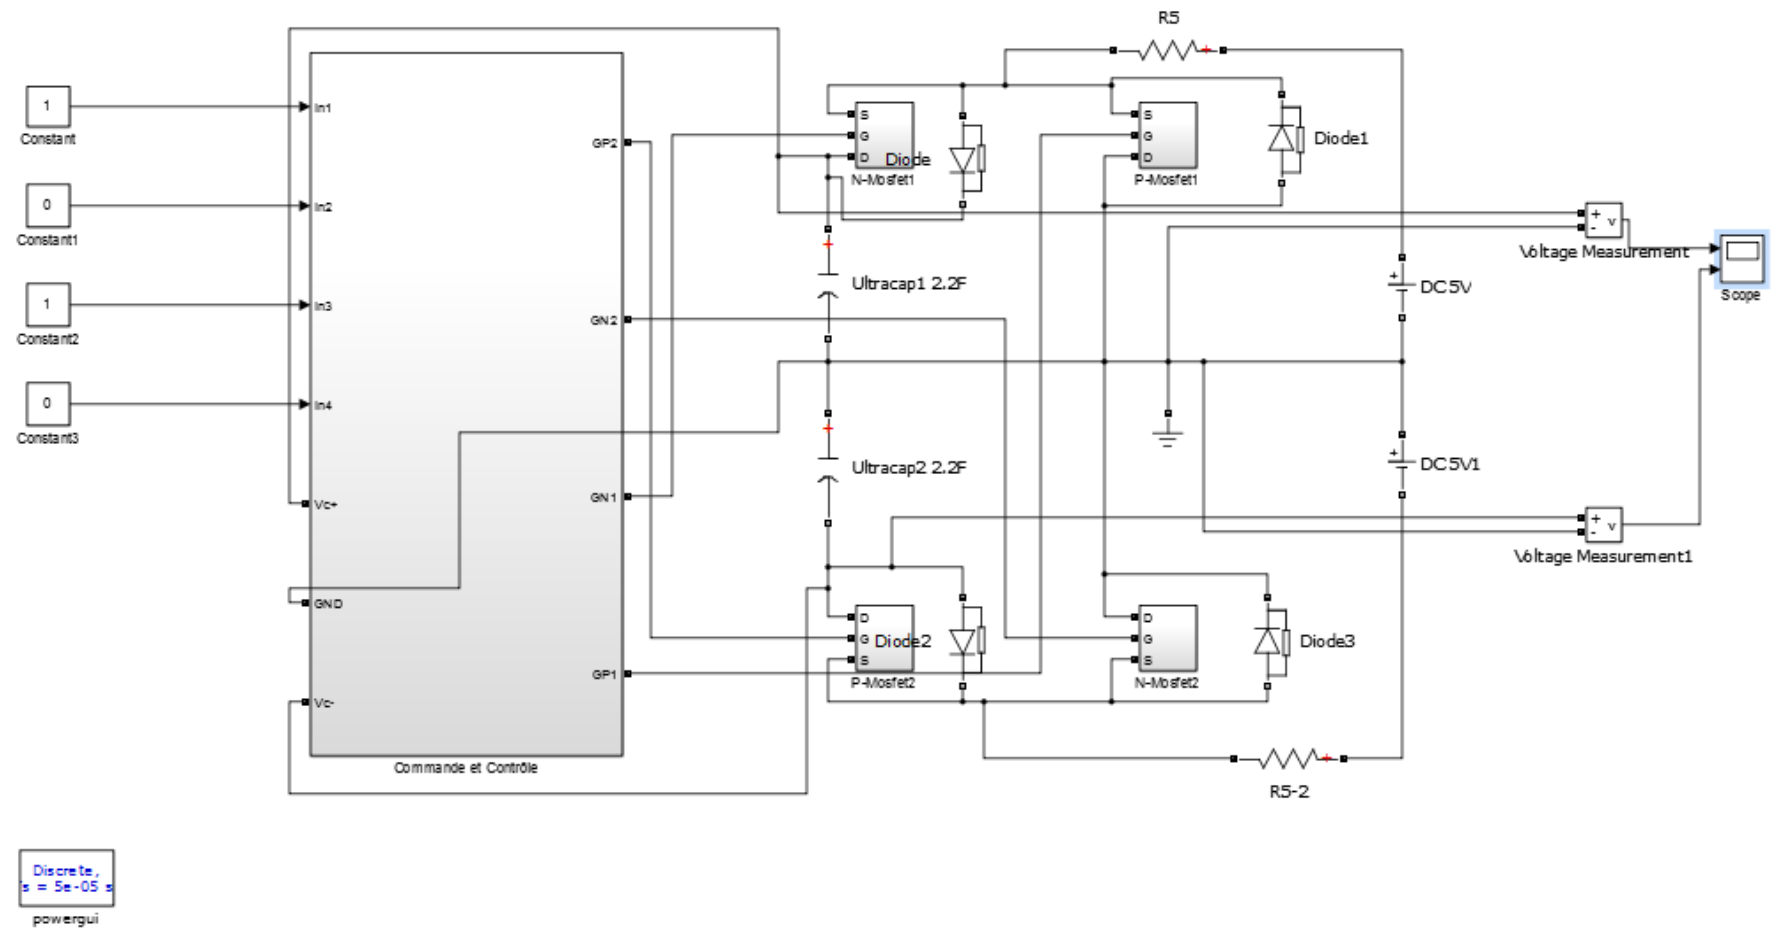 R5
1
Constant
In1
GP2
S
G
D
Diode
N-Mosfet1
S
G
D
P-Mosfet1
Diode1
0
Constant1
In2
+
-
v
Voltage Measurement
Scope
Ultracap1 2.2F
+
DC5V
1
Constant2
In3
GN2
0
Constant3
In4
Ultracap2 2.2F
+
DC5V1
Vc+
GN1
+
-
v
Voltage Measurement1
GND
D
G
S
Diode2
P-Mosfet2
D
G
S
N-Mosfet2
Diode3
GP1
Vc-
Commande et Contrôle
R5-2
Discrete,
s = 5e-05 s
powergui